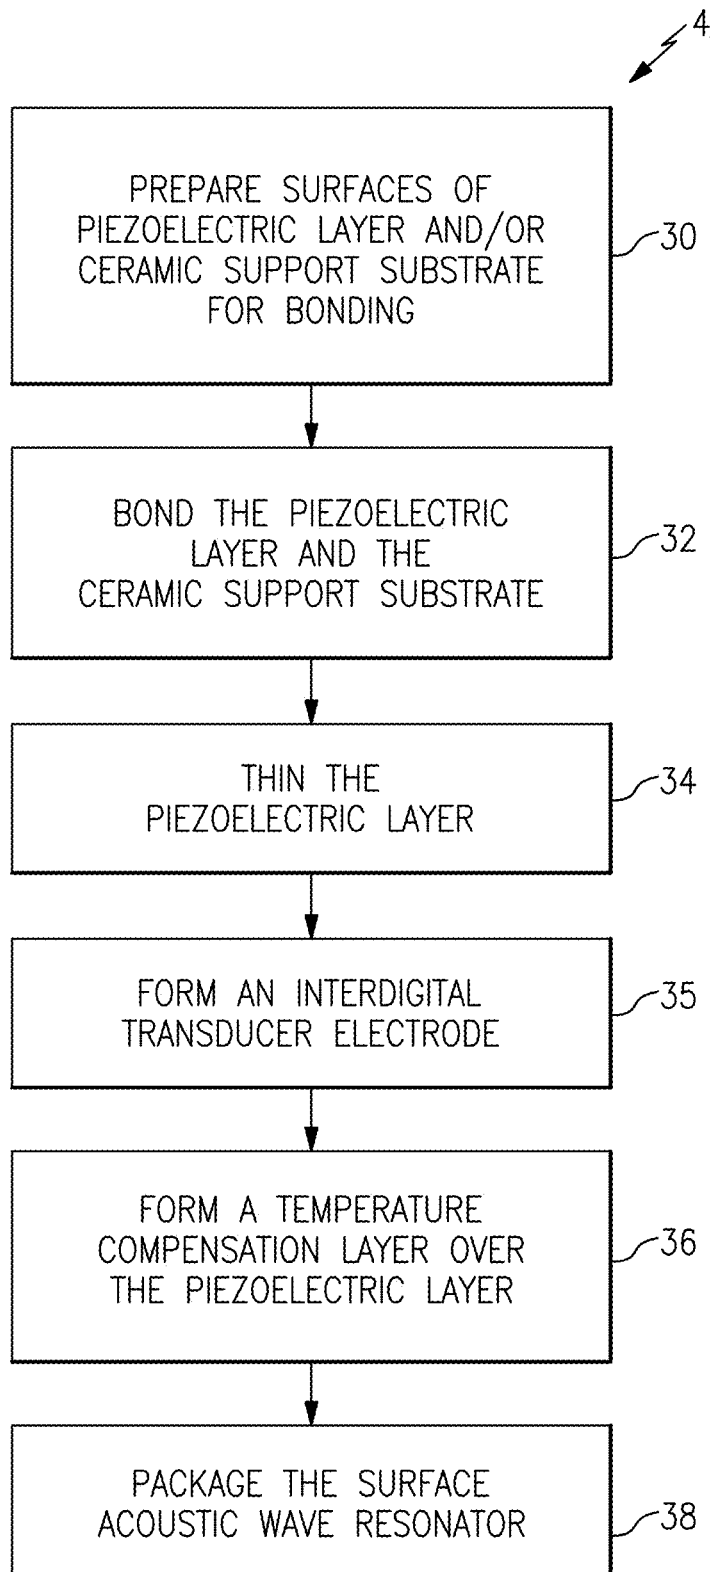 4
PREPARE SURFACES OF
PIEZOELECTRIC LAYER AND/OR
CERAMIC SUPPORT SUBSTRATE
FOR BONDING
30
BOND THE PIEZOELECTRIC
LAYER AND THE
CERAMIC SUPPORT SUBSTRATE
32
THIN THE
PIEZOELECTRIC LAYER
34
FORM AN INTERDIGITAL
TRANSDUCER ELECTRODE
35
FORM A TEMPERATURE
COMPENSATION LAYER OVER
THE PIEZOELECTRIC LAYER
36
PACKAGE THE SURFACE
ACOUSTIC WAVE RESONATOR
38